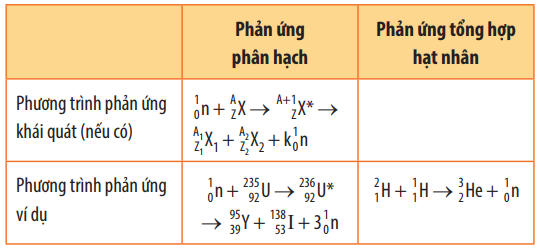 Phản ứng
phân hạch
Phản ứng tổng hợp
hạt nhân
Phương trình phản ứng
khái quát (nếu có)
¹₀n + ᴬ_ZX → ᴬ⁺¹_ZX* →
ᴬ¹_Z₁X₁ + ᴬ²_Z₂X₂ + k¹₀n
Phương trình phản ứng
ví dụ
¹₀n + ²³⁵₉₂U → ²³⁶₉₂U*
→ ⁹⁵₃₉Y + ¹³⁸₅₃I + 3¹₀n
²₁H + ¹₁H → ³₂He + ¹₀n